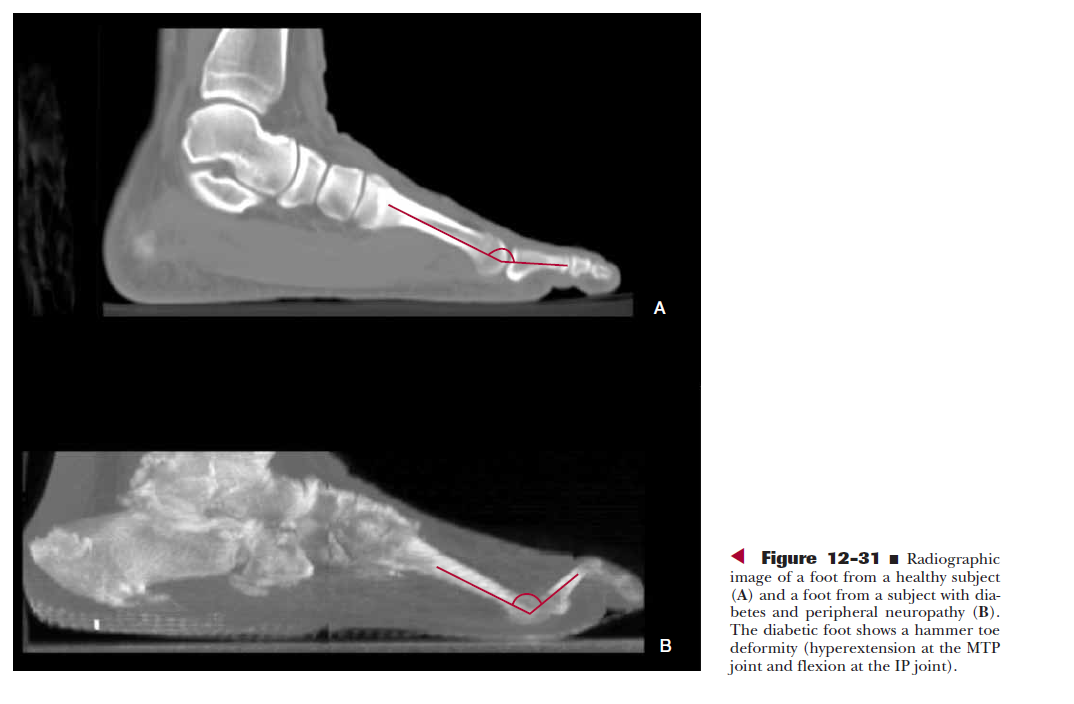 A
B
◀ Figure 12-31 ■ Radiographic
image of a foot from a healthy subject
(A) and a foot from a subject with dia-
betes and peripheral neuropathy (B).
The diabetic foot shows a hammer toe
deformity (hyperextension at the MTP
joint and flexion at the IP joint).